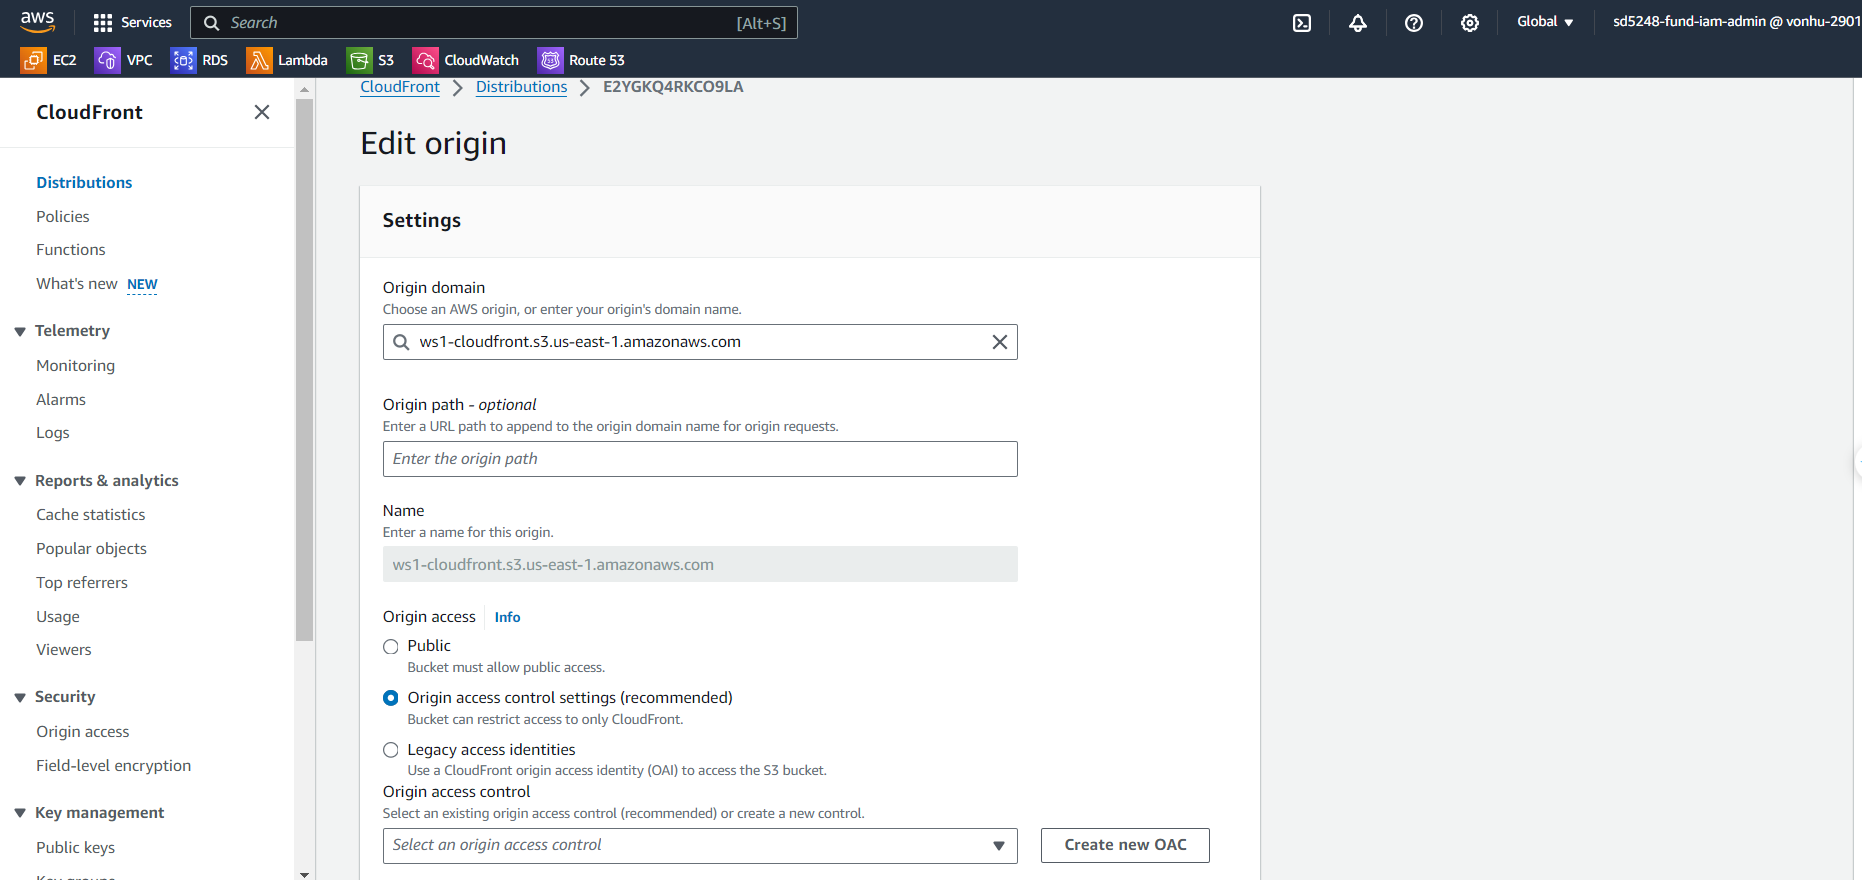 aws
Services
Search
[Alt+S]
Global
sd5248-fund-iam-admin @ vonhu-2901
EC2
VPC
RDS
Lambda
S3
CloudWatch
Route 53
CloudFront
Distributions
Policies
Functions
What's new NEW
Telemetry
Monitoring
Alarms
Logs
Reports & analytics
Cache statistics
Popular objects
Top referrers
Usage
Viewers
Security
Origin access
Field-level encryption
Key management
Public keys
Key groups
CloudFront
Distributions
E2YGKQ4RKCO9LA
Edit origin
Settings
Origin domain
Choose an AWS origin, or enter your origin's domain name.
ws1-cloudfront.s3.us-east-1.amazonaws.com
Origin path - optional
Enter a URL path to append to the origin domain name for origin requests.
Enter the origin path
Name
Enter a name for this origin.
ws1-cloudfront.s3.us-east-1.amazonaws.com
Origin access Info
Public
Bucket must allow public access.
Origin access control settings (recommended)
Bucket can restrict access to only CloudFront.
Legacy access identities
Use a CloudFront origin access identity (OAI) to access the S3 bucket.
Origin access control
Select an existing origin access control (recommended) or create a new control.
Select an origin access control
Create new OAC